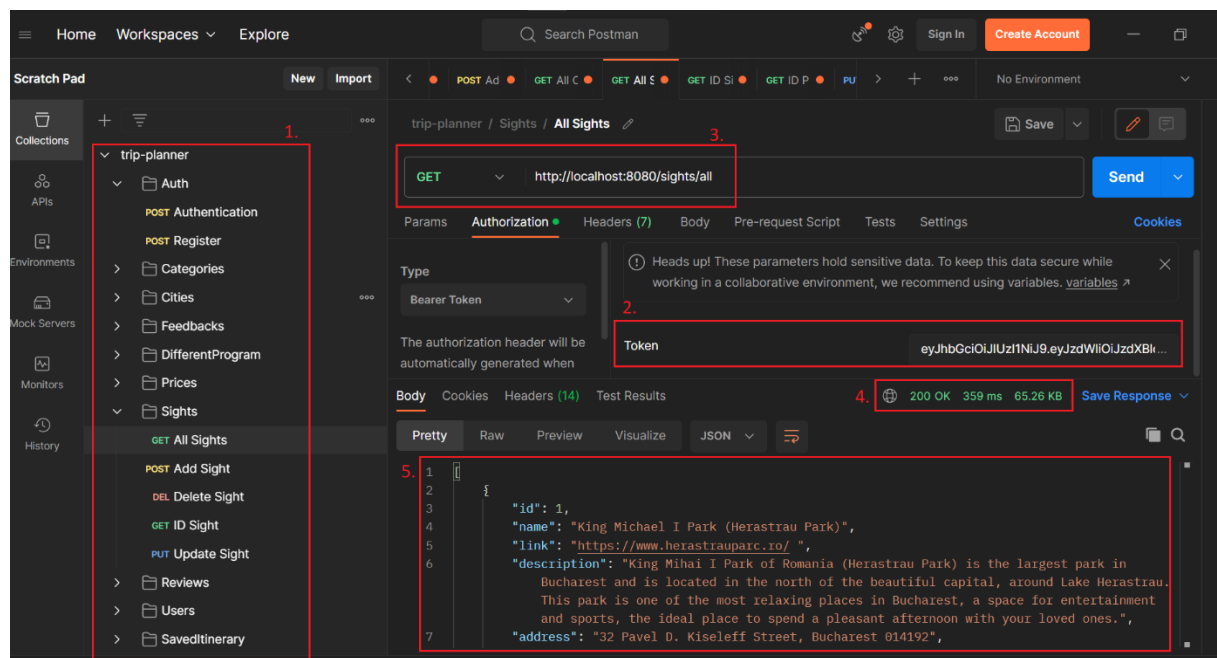 Home Workspaces Explore Search Postman Sign In Create Account
Scratch Pad New Import POST Ad GET All C GET All S GET ID Si GET ID P PU No Environment
Collections
APIs
Environments
Mock Servers
Monitors
History
1.
trip-planner
Auth
POST Authentication
POST Register
Categories
Cities
Feedbacks
DifferentProgram
Prices
Sights
GET All Sights
POST Add Sight
DEL Delete Sight
GET ID Sight
PUT Update Sight
Reviews
Users
SavedItinerary
trip-planner / Sights / All Sights Save
3.
GET http://localhost:8080/sights/all Send
Params Authorization Headers (7) Body Pre-request Script Tests Settings Cookies
Type
Bearer Token
The authorization header will be
automatically generated when
Heads up! These parameters hold sensitive data. To keep this data secure while
working in a collaborative environment, we recommend using variables. variables
2.
Token eyJhbGciOiJIUzI1NiJ9.eyJzdWIiOiJzdXBl...
Body Cookies Headers (14) Test Results 4. 200 OK 359 ms 65.26 KB Save Response
Pretty Raw Preview Visualize JSON
5.
1 [
2 {
3 "id": 1,
4 "name": "King Michael I Park (Herastrau Park)",
5 "link": "https://www.herastrauparc.ro/ ",
6 "description": "King Mihai I Park of Romania (Herastrau Park) is the largest park in
Bucharest and is located in the north of the beautiful capital, around Lake Herastrau.
This park is one of the most relaxing places in Bucharest, a space for entertainment
and sports, the ideal place to spend a pleasant afternoon with your loved ones.",
7 "address": "32 Pavel D. Kiseleff Street, Bucharest 014192",